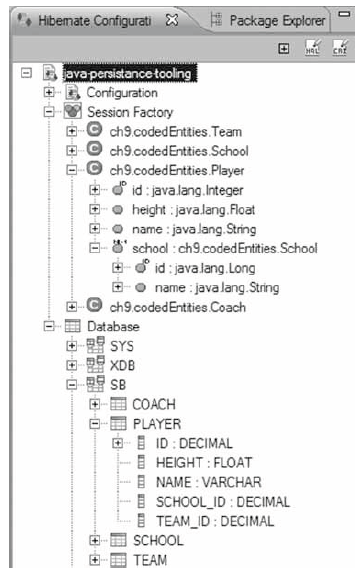 Hibernate Configurati
Package Explorer
HQL CRI
java-persistance-tooling
Configuration
Session Factory
ch9.codedEntities.Team
ch9.codedEntities.School
ch9.codedEntities.Player
id : java.lang.Integer
height : java.lang.Float
name : java.lang.String
school : ch9.codedEntities.School
id : java.lang.Long
name : java.lang.String
ch9.codedEntities.Coach
Database
SYS
XDB
SB
COACH
PLAYER
ID : DECIMAL
HEIGHT : FLOAT
NAME : VARCHAR
SCHOOL_ID : DECIMAL
TEAM_ID : DECIMAL
SCHOOL
TEAM